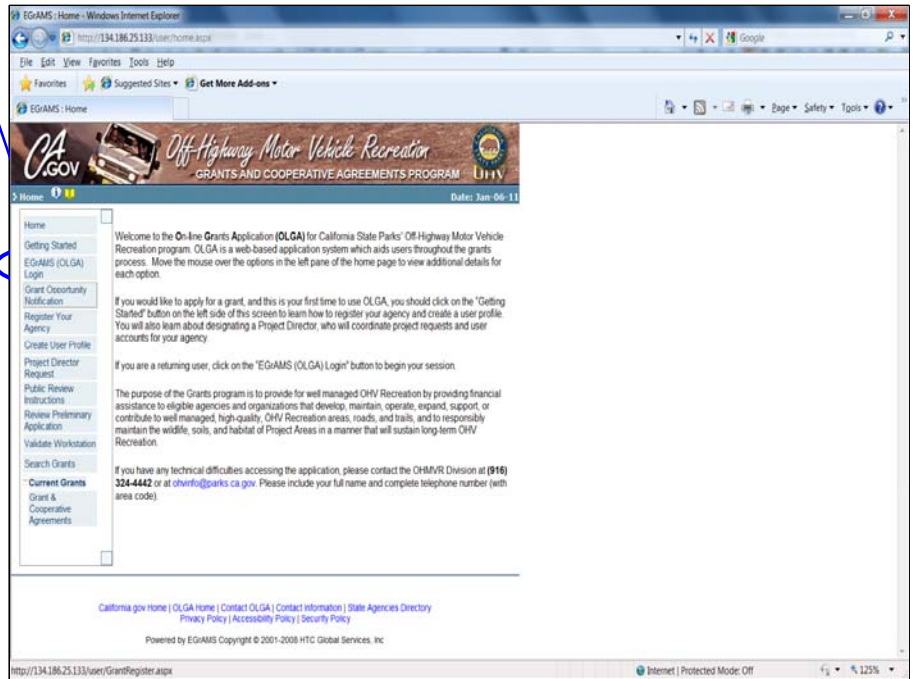 EGrAMS : Home - Windows Internet Explorer
http://134.186.25.133/user/home.aspx
Google
File Edit View Favorites Tools Help
Favorites Suggested Sites Get More Add-ons
EGrAMS : Home
Page Safety Tools
CA.GOV
Off-Highway Motor Vehicle Recreation
GRANTS AND COOPERATIVE AGREEMENTS PROGRAM
OHV
Home
Date: Jan-06-11
Home
Getting Started
EGrAMS (OLGA)
Login
Grant Opportunity
Notification
Register Your
Agency
Create User Profile
Project Director
Request
Public Review
Instructions
Review Preliminary
Application
Validate Workstation
Search Grants
Current Grants
Grant &
Cooperative
Agreements
Welcome to the On-line Grants Application (OLGA) for California State Parks' Off-Highway Motor Vehicle
Recreation program. OLGA is a web-based application system which aids users throughout the grants
process. Move the mouse over the options in the left pane of the home page to view additional details for
each option.
If you would like to apply for a grant, and this is your first time to use OLGA, you should click on the "Getting
Started" button on the left side of this screen to learn how to register your agency and create a user profile.
You will also learn about designating a Project Director, who will coordinate project requests and user
accounts for your agency
If you are a returning user, click on the "EGrAMS (OLGA) Login" button to begin your session.
The purpose of the Grants program is to provide for well managed OHV Recreation by providing financial
assistance to eligible agencies and organizations that develop, maintain, operate, expand, support, or
contribute to well managed, high-quality, OHV Recreation areas, roads, and trails, and to responsibly
maintain the wildlife, soils, and habitat of Project Areas in a manner that will sustain long-term OHV
Recreation.
If you have any technical difficulties accessing the application, please contact the OHMVR Division at (916)
324-4442 or at ohvinfo@parks.ca.gov. Please include your full name and complete telephone number (with
area code).
California.gov Home | OLGA Home | Contact OLGA | Contact Information | State Agencies Directory
Privacy Policy | Accessibility Policy | Security Policy
Powered by EGrAMS Copyright © 2001-2008 HTC Global Services, Inc
http://134.186.25.133/user/GrantRegister.aspx
Internet | Protected Mode: Off
125%